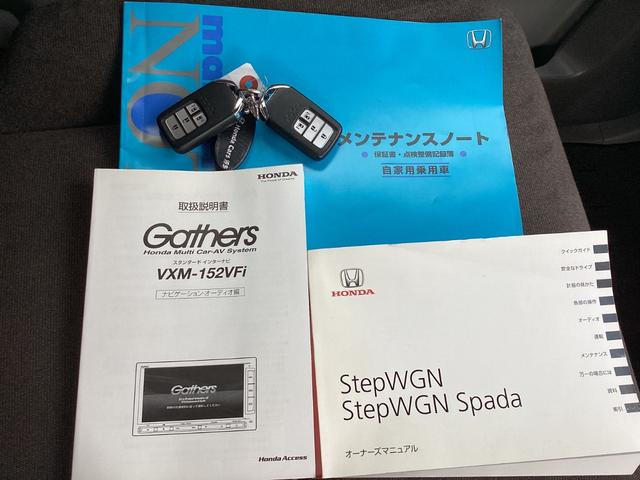 メンテナンスノート
保証書・点検整備記録簿
自家用乗用車
Honda Cars
HONDA
The Power of Dreams
取扱説明書
Gathers
Honda Multi Car-AV System
スタンダード インターナビ
VXM-152VFi
ナビゲーション・オーディオ編
Gathers
Honda Access
HONDA
StepWGN
StepWGN Spada
オーナーズマニュアル
クイックガイド
安全なドライブ
計器の見かた
各部の操作
オーディオ
運転
メンテナンス
万一の場合には
資料
索引